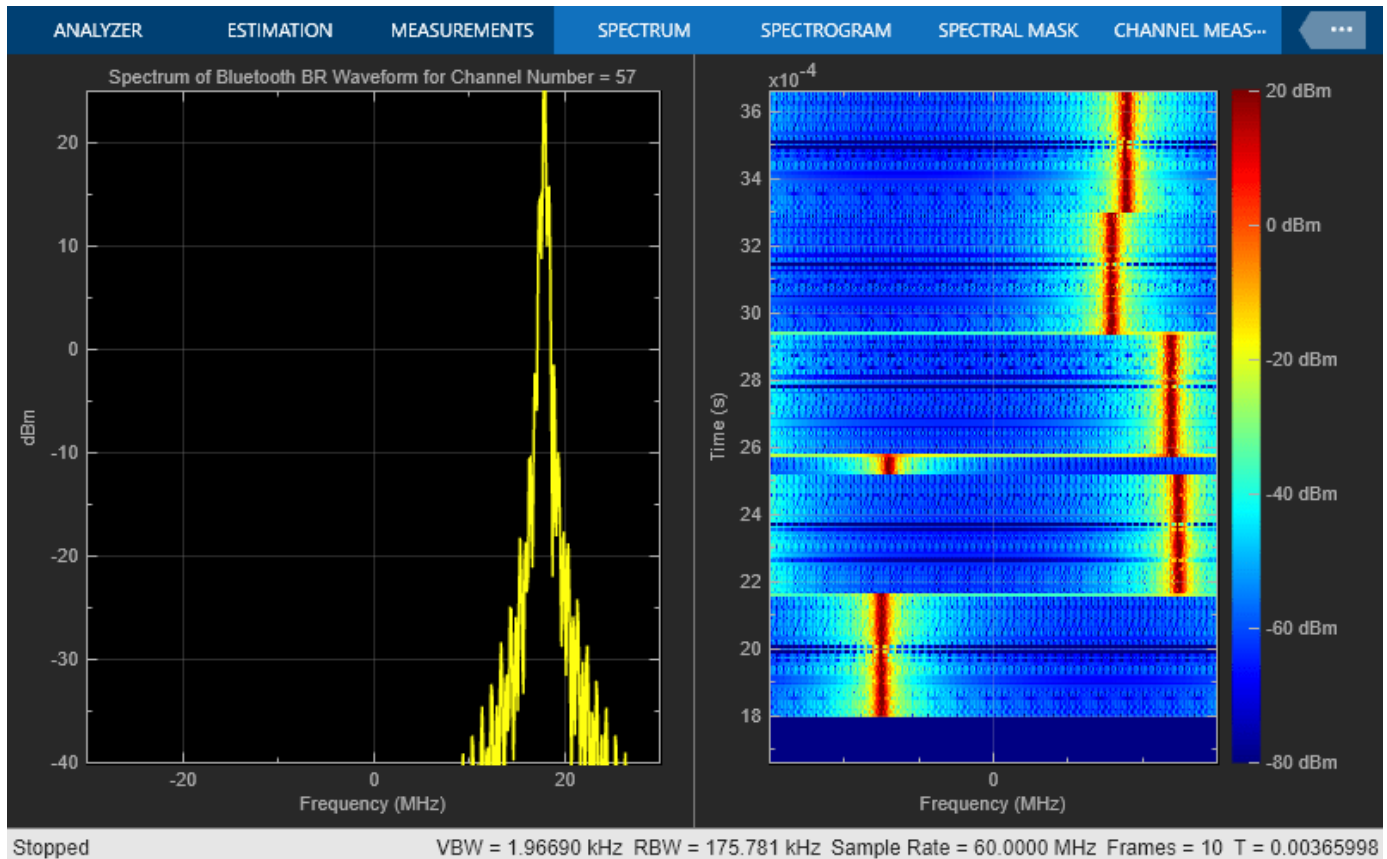 ANALYZER ESTIMATION MEASUREMENTS SPECTRUM SPECTROGRAM SPECTRAL MASK CHANNEL MEAS··· ···
Spectrum of Bluetooth BR Waveform for Channel Number = 57
20
10
0
-10
-20
-30
-40
dBm
-20 0 20
Frequency (MHz)
x10-4
36
34
32
30
28
26
24
22
20
18
Time (s)
0
Frequency (MHz)
20 dBm
0 dBm
-20 dBm
-40 dBm
-60 dBm
-80 dBm
Stopped VBW = 1.96690 kHz RBW = 175.781 kHz Sample Rate = 60.0000 MHz Frames = 10 T = 0.00365998